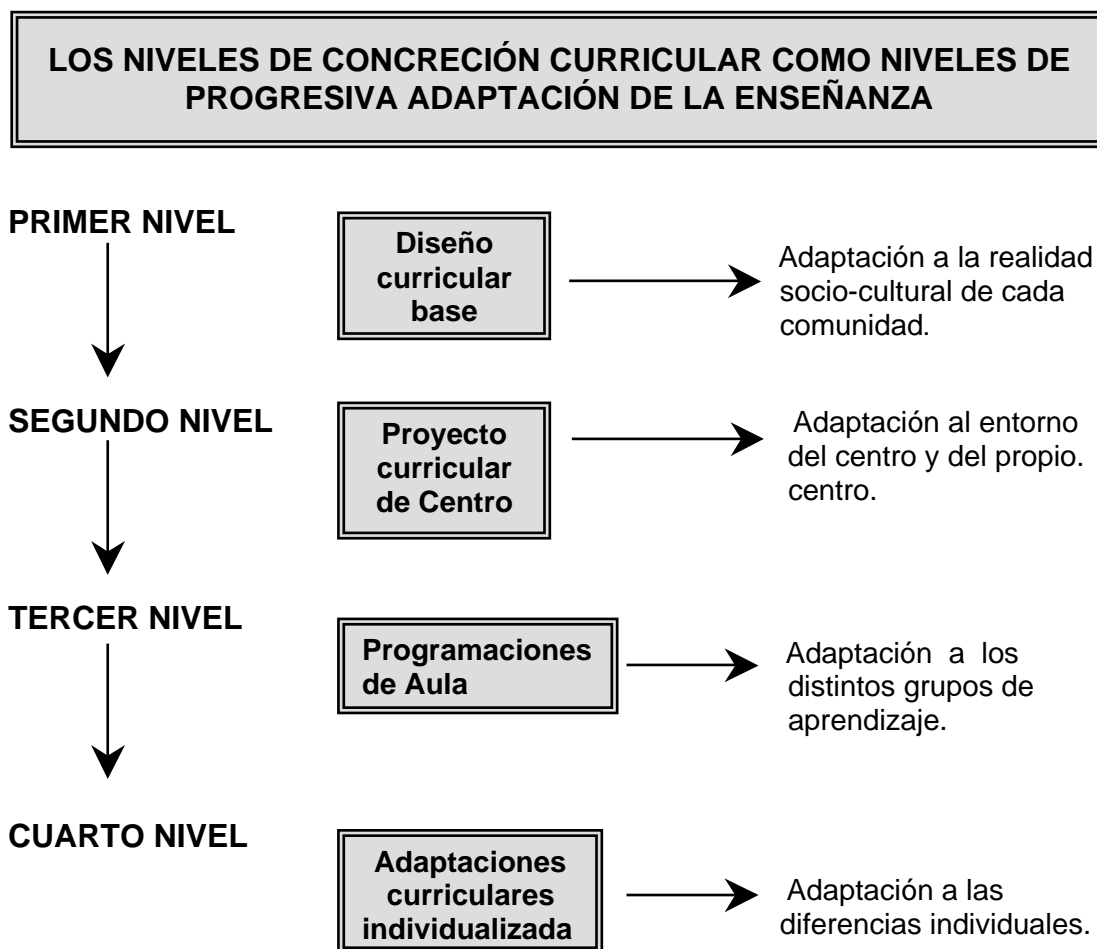 LOS NIVELES DE CONCRECIÓN CURRICULAR COMO NIVELES DE
PROGRESIVA ADAPTACIÓN DE LA ENSEÑANZA
PRIMER NIVEL
Diseño
curricular
base
Adaptación a la realidad
socio-cultural de cada
comunidad.
SEGUNDO NIVEL
Proyecto
curricular
de Centro
Adaptación al entorno
del centro y del propio.
centro.
TERCER NIVEL
Programaciones
de Aula
Adaptación a los
distintos grupos de
aprendizaje.
CUARTO NIVEL
Adaptaciones
curriculares
individualizada
Adaptación a las
diferencias individuales.